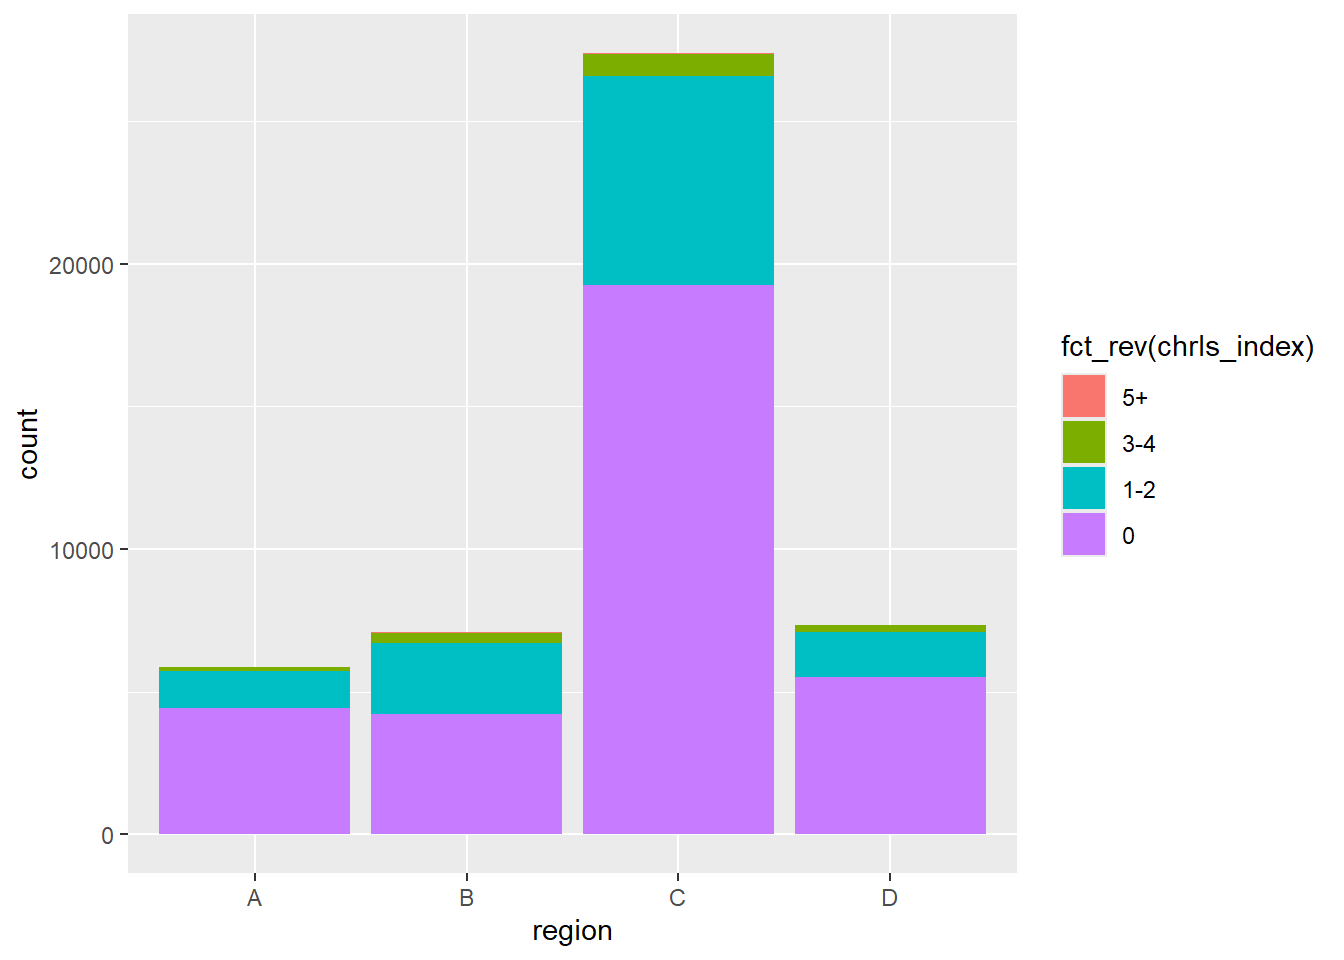 20000
10000
0
count
A B C D
region
fct_rev(chrls_index)
5+
3-4
1-2
0